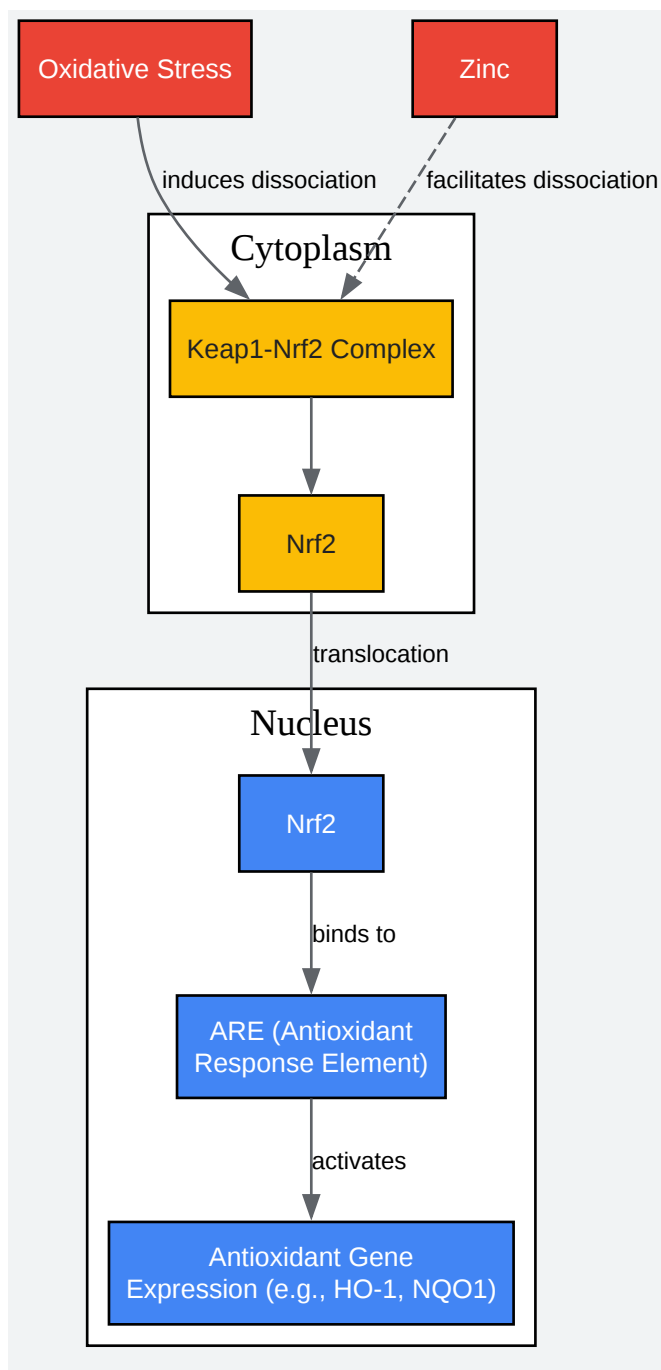 Oxidative Stress
Zinc
induces dissociation
facilitates dissociation
Cytoplasm
Keap1-Nrf2 Complex
Nrf2
translocation
Nucleus
Nrf2
binds to
ARE (Antioxidant
Response Element)
activates
Antioxidant Gene
Expression (e.g., HO-1, NQO1)